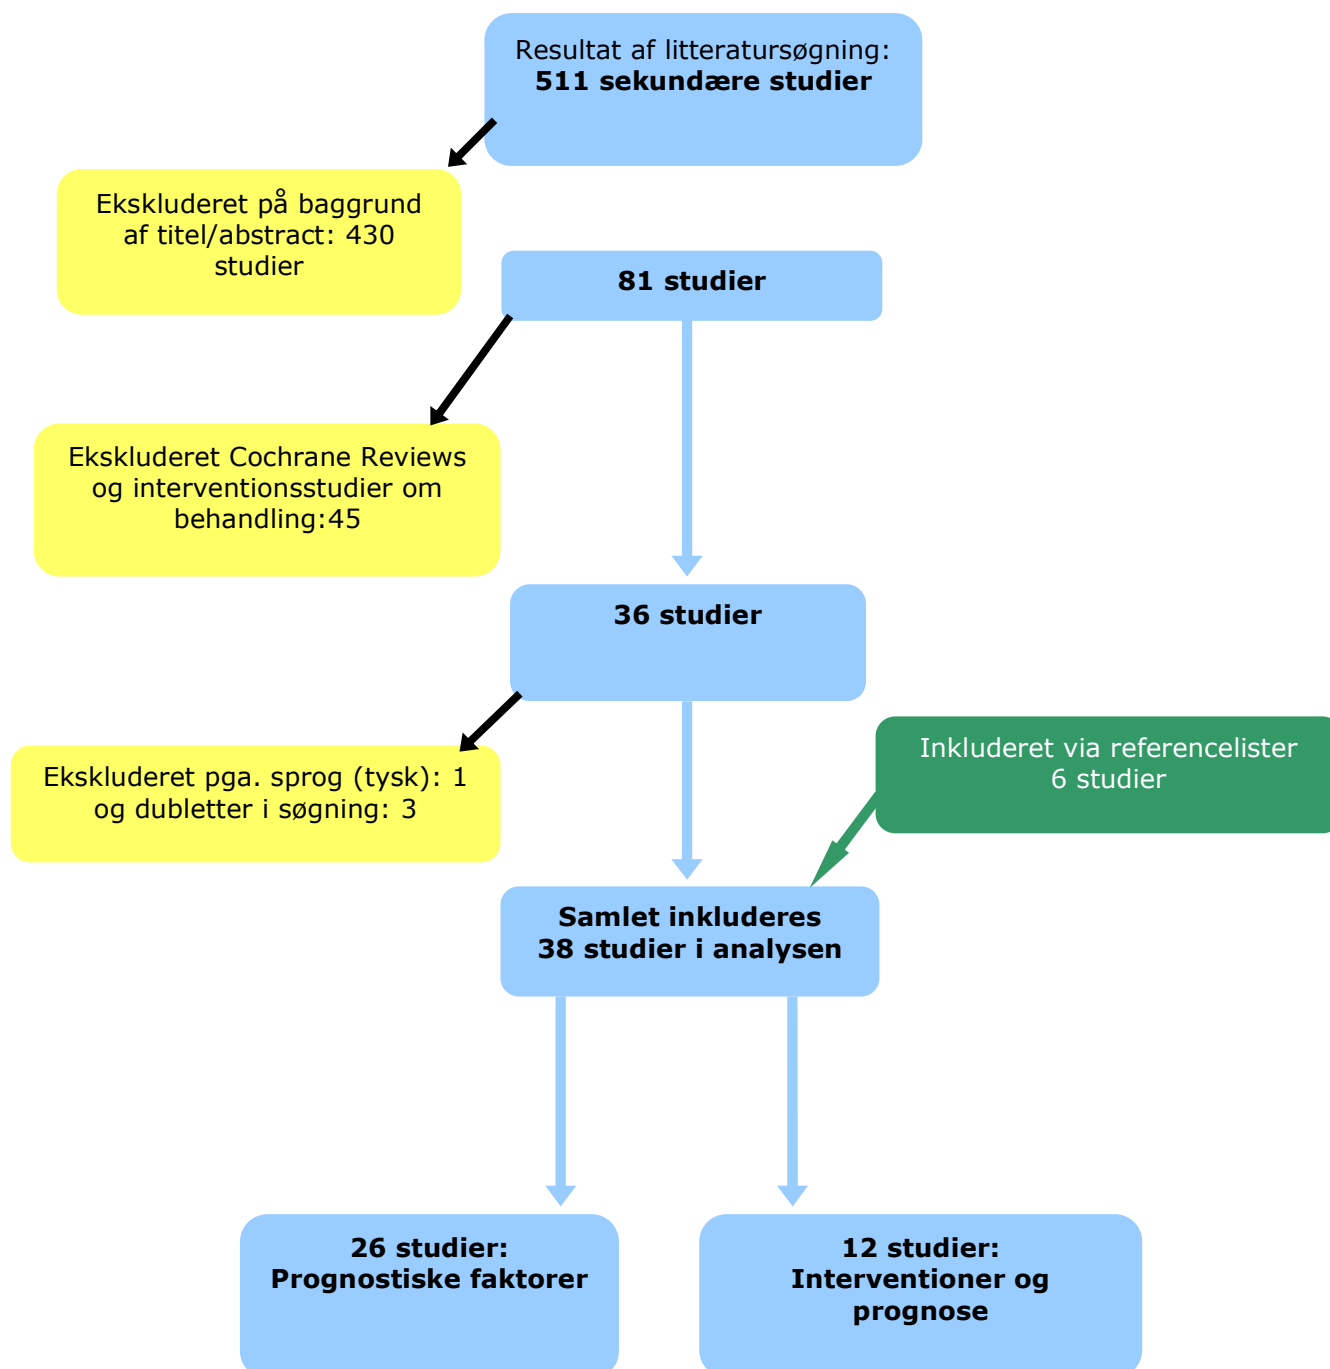 Resultat af litteratursøgning:
511 sekundære studier
Ekskluderet på baggrund
af titel/abstract: 430
studier
81 studier
Ekskluderet Cochrane Reviews
og interventionsstudier om
behandling:45
36 studier
Inkluderet via referencelister
6 studier
Ekskluderet pga. sprog (tysk): 1
og dubletter i søgning: 3
Samlet inkluderes
38 studier i analysen
26 studier:
Prognostiske faktorer
12 studier:
Interventioner og
prognose